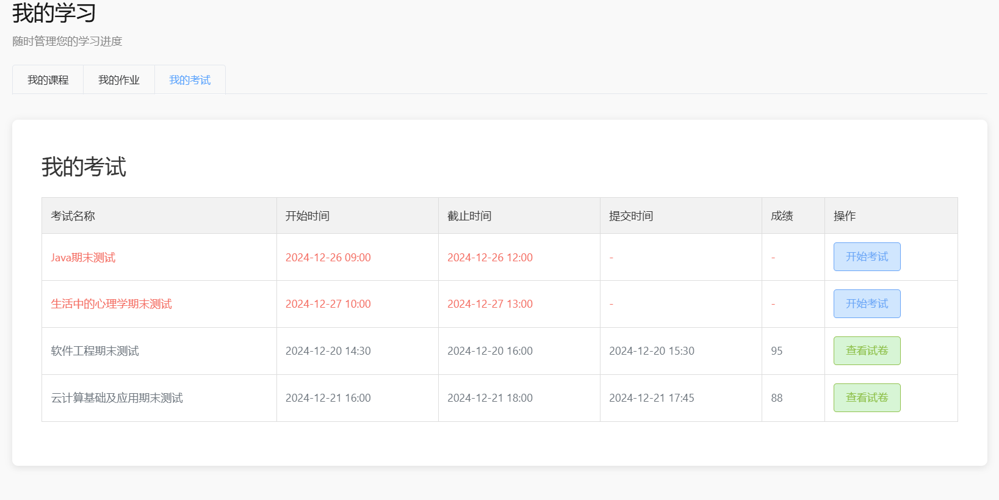 我的学习
随时管理您的学习进度
我的课程 我的作业 我的考试
我的考试
考试名称 开始时间 截止时间 提交时间 成绩 操作
Java期末测试 2024-12-26 09:00 2024-12-26 12:00 - - 开始考试
生活中的心理学期末测试 2024-12-27 10:00 2024-12-27 13:00 - - 开始考试
软件工程期末测试 2024-12-20 14:30 2024-12-20 16:00 2024-12-20 15:30 95 查看试卷
云计算基础及应用期末测试 2024-12-21 16:00 2024-12-21 18:00 2024-12-21 17:45 88 查看试卷